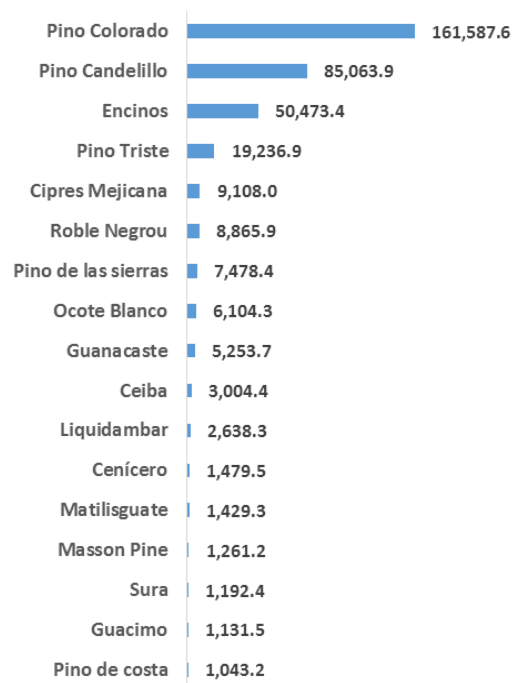 Pino Colorado 161,587.6
Pino Candelillo 85,063.9
Encinos 50,473.4
Pino Triste 19,236.9
Cipres Mejicana 9,108.0
Roble Negrou 8,865.9
Pino de las sierras 7,478.4
Ocote Blanco 6,104.3
Guanacaste 5,253.7
Ceiba 3,004.4
Liquidambar 2,638.3
Cenícero 1,479.5
Matilisguate 1,429.3
Masson Pine 1,261.2
Sura 1,192.4
Guacimo 1,131.5
Pino de costa 1,043.2